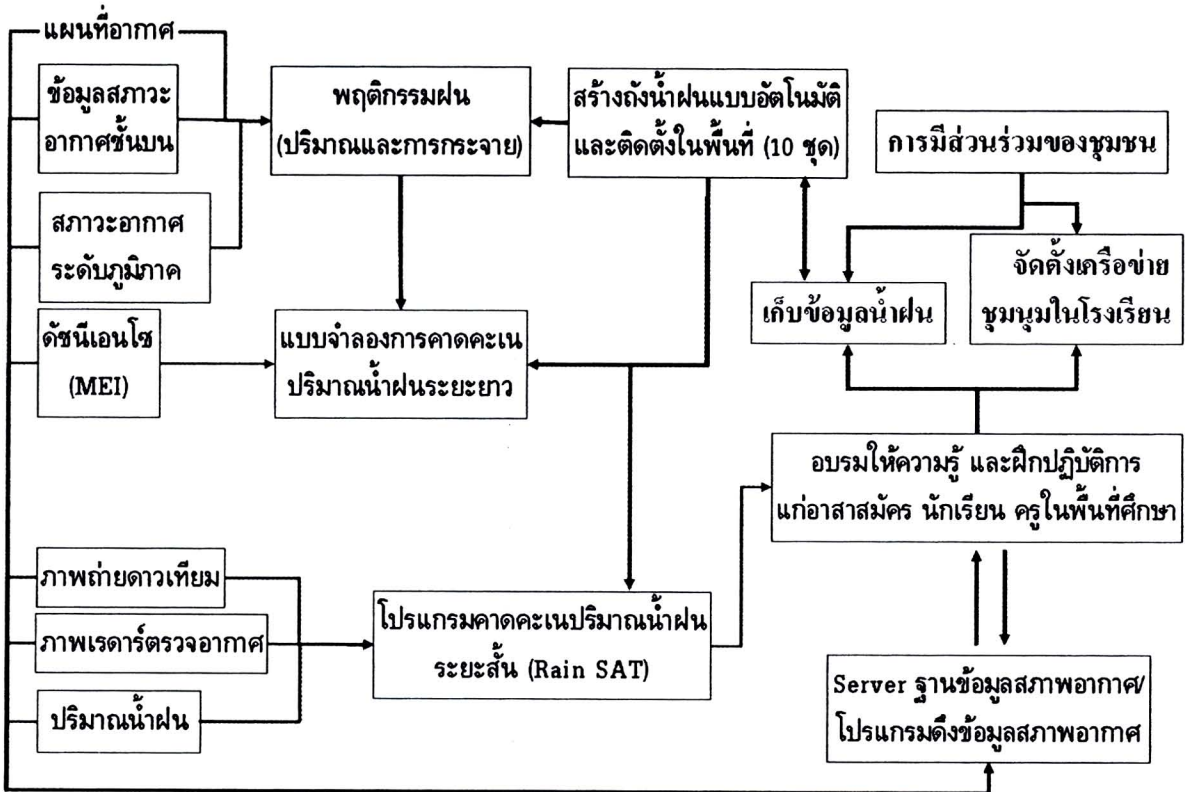 แผนที่อากาศ
ข้อมูลสภาวะ
อากาศชั้นบน
พฤติกรรมฝน
(ปริมาณและการกระจาย)
สร้างถังน้ำฝนแบบอัตโนมัติ
และติดตั้งในพื้นที่ (10 ชุด)
การมีส่วนร่วมของชุมชน
สภาวะอากาศ
ระดับภูมิภาค
เก็บข้อมูลน้ำฝน
จัดตั้งเครือข่าย
ชุมนุมในโรงเรียน
ดัชนีเอนโซ
(MEI)
แบบจำลองการคาดคะเน
ปริมาณน้ำฝนระยะยาว
อบรมให้ความรู้ และฝึกปฏิบัติการ
แก่อาสาสมัคร นักเรียน ครูในพื้นที่ศึกษา
ภาพถ่ายดาวเทียม
ภาพเรดาร์ตรวจอากาศ
ปริมาณน้ำฝน
โปรแกรมคาดคะเนปริมาณน้ำฝน
ระยะสั้น (Rain SAT)
Server ฐานข้อมูลสภาพอากาศ/
โปรแกรมดึงข้อมูลสภาพอากาศ